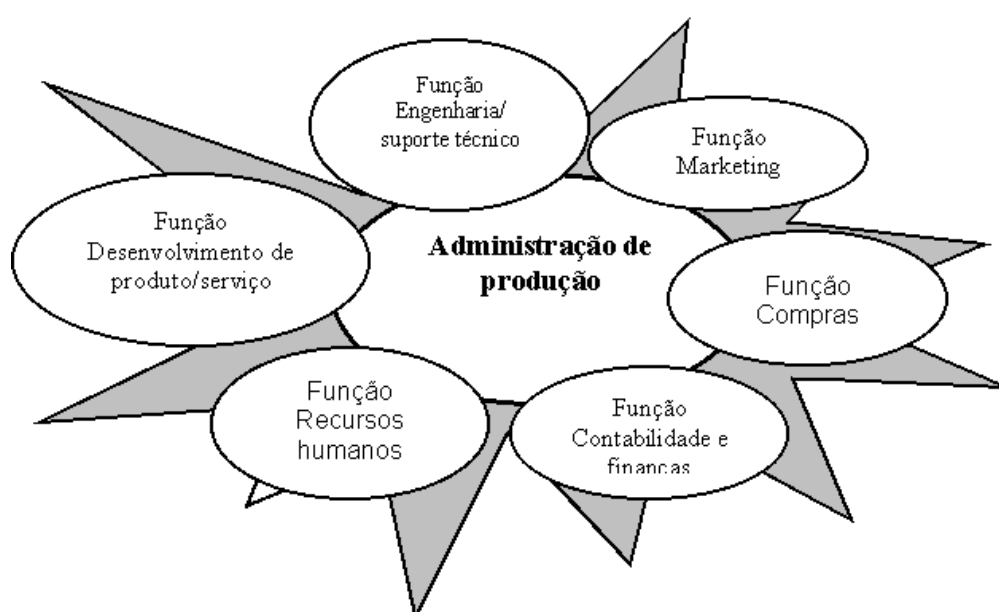 Função
Engenharia/
suporte técnico
Função
Marketing
Função
Desenvolvimento de
produto/serviço
Administração de
produção
Função
Compras
Função
Recursos
humanos
Função
Contabilidade e
finanças